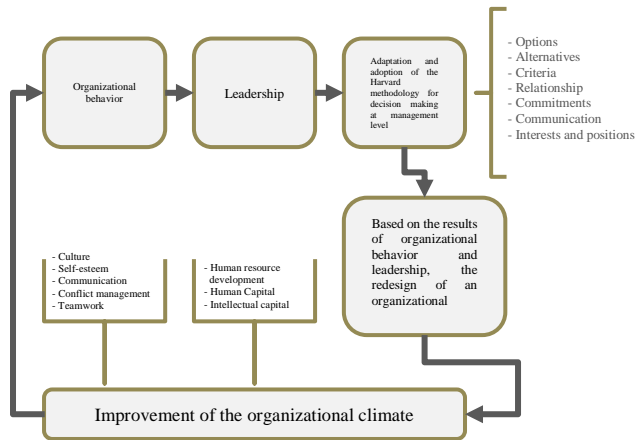 Organizational
behavior
Leadership
Adaptation and
adoption of the
Harvard
methodology for
decision making
at management
level
- Options
- Alternatives
- Criteria
- Relationship
- Commitments
- Communication
- Interests and positions
Based on the results
of organizational
behavior and
leadership, the
redesign of an
organizational
- Culture
- Self-esteem
- Communication
- Conflict management
- Teamwork
- Human resource
development
- Human Capital
- Intellectual capital
Improvement of the organizational climate